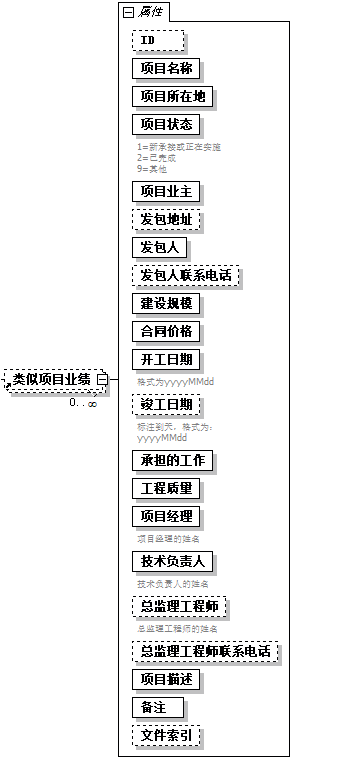 属性
ID
项目名称
项目所在地
项目状态
1=新承接或正在实施
2=已完成
9=其他
项目业主
发包地址
发包人
发包人联系电话
建设规模
合同价格
开工日期
格式为yyyyMMdd
类似项目业绩
0..∞
竣工日期
标注到天，格式为：
yyyyMMdd
承担的工作
工程质量
项目经理
项目经理的姓名
技术负责人
技术负责人的姓名
总监理工程师
总监理工程师的姓名
总监理工程师联系电话
项目描述
备注
文件索引